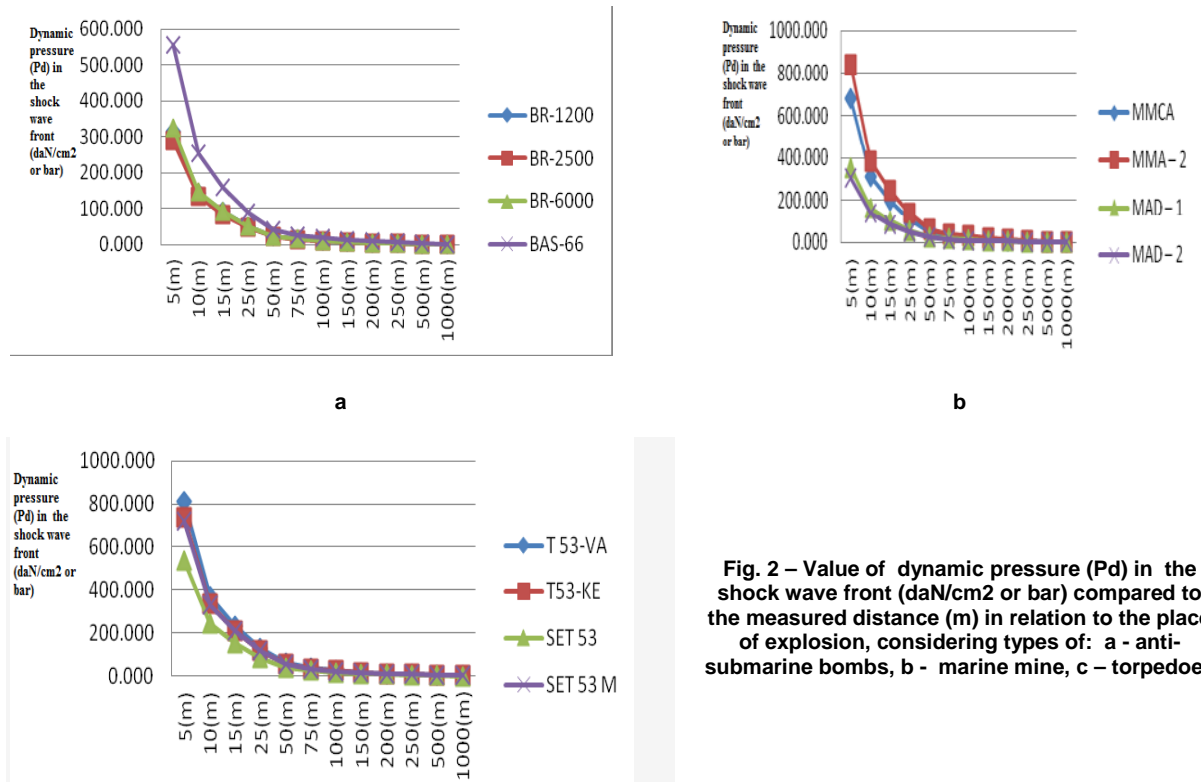 Dynamic
pressure
(Pd) in
the
shock
wave
front
(daN/cm2
or bar)
600.000
500.000
400.000
300.000
200.000
100.000
0.000
5(m)
10(m)
15(m)
25(m)
50(m)
75(m)
100(m)
150(m)
200(m)
250(m)
500(m)
1000(m)
BR-1200
BR-2500
BR-6000
BAS-66
a
Dynamic
pressure
(Pd) in the
shock wave
front
(daN/cm2
or bar)
1000.000
800.000
600.000
400.000
200.000
0.000
5(m)
10(m)
15(m)
25(m)
50(m)
75(m)
100(m)
150(m)
200(m)
250(m)
500(m)
1000(m)
MMCA
MMA – 2
MAD – 1
MAD – 2
b
Dynamic
pressure
(Pd) in the
shock wave
front
(daN/cm2 or
bar)
1000.000
800.000
600.000
400.000
200.000
0.000
5(m)
10(m)
15(m)
25(m)
50(m)
75(m)
100(m)
150(m)
200(m)
250(m)
500(m)
1000(m)
T 53-VA
T53-KE
SET 53
SET 53 M
Fig. 2 – Value of dynamic pressure (Pd) in the
shock wave front (daN/cm2 or bar) compared to
the measured distance (m) in relation to the place
of explosion, considering types of: a - anti-
submarine bombs, b - marine mine, c – torpedoe